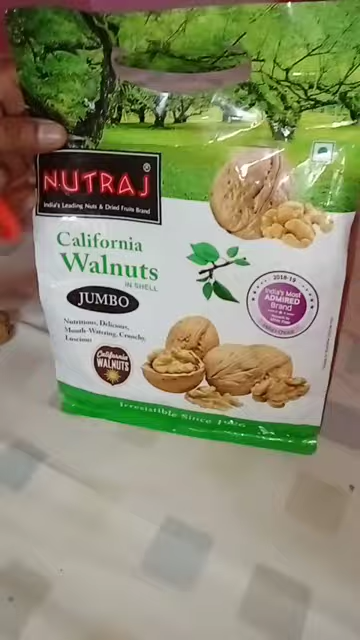 NUTRAJ®
India's Leading Nuts & Dried Fruits Brand
California
Walnuts
IN SHELL
JUMBO
Nutritious, Delicious,
Mouth-Watering, Crunchy,
Luscious
California
WALNUTS
2018-19
India's Most
ADMIRED
Brand
Irresistible Since